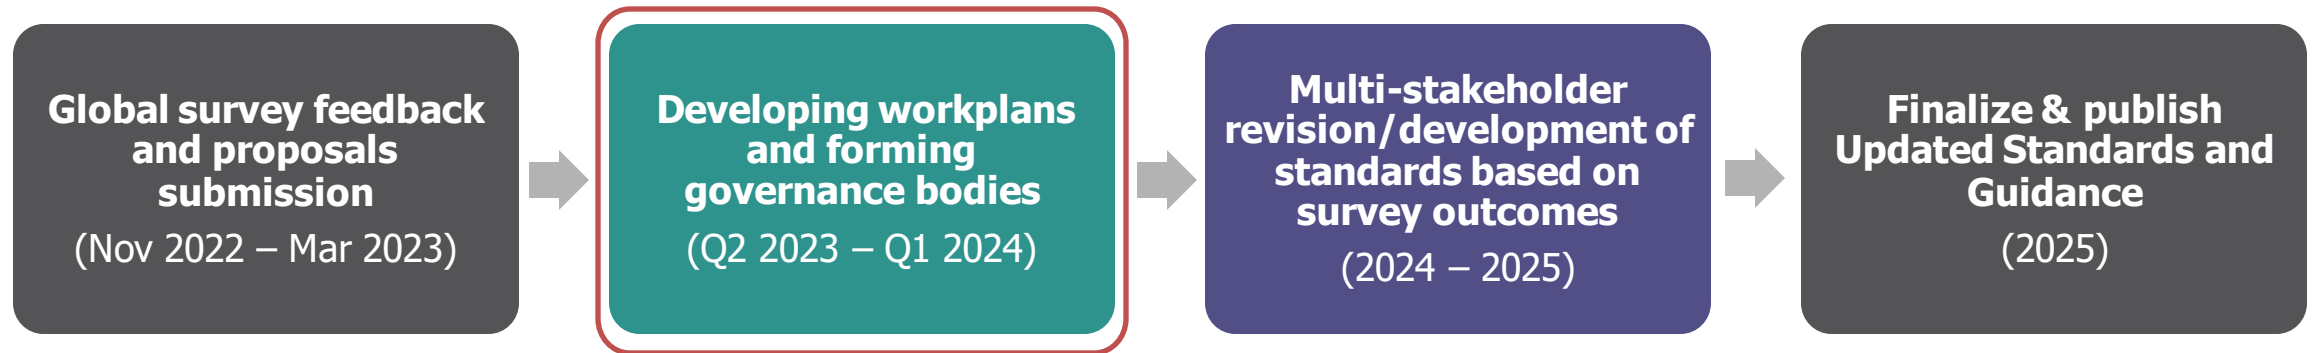 Global survey feedback
and proposals
submission
(Nov 2022 – Mar 2023)
Developing workplans
and forming
governance bodies
(Q2 2023 – Q1 2024)
Multi-stakeholder
revision/development of
standards based on
survey outcomes
(2024 – 2025)
Finalize & publish
Updated Standards and
Guidance
(2025)